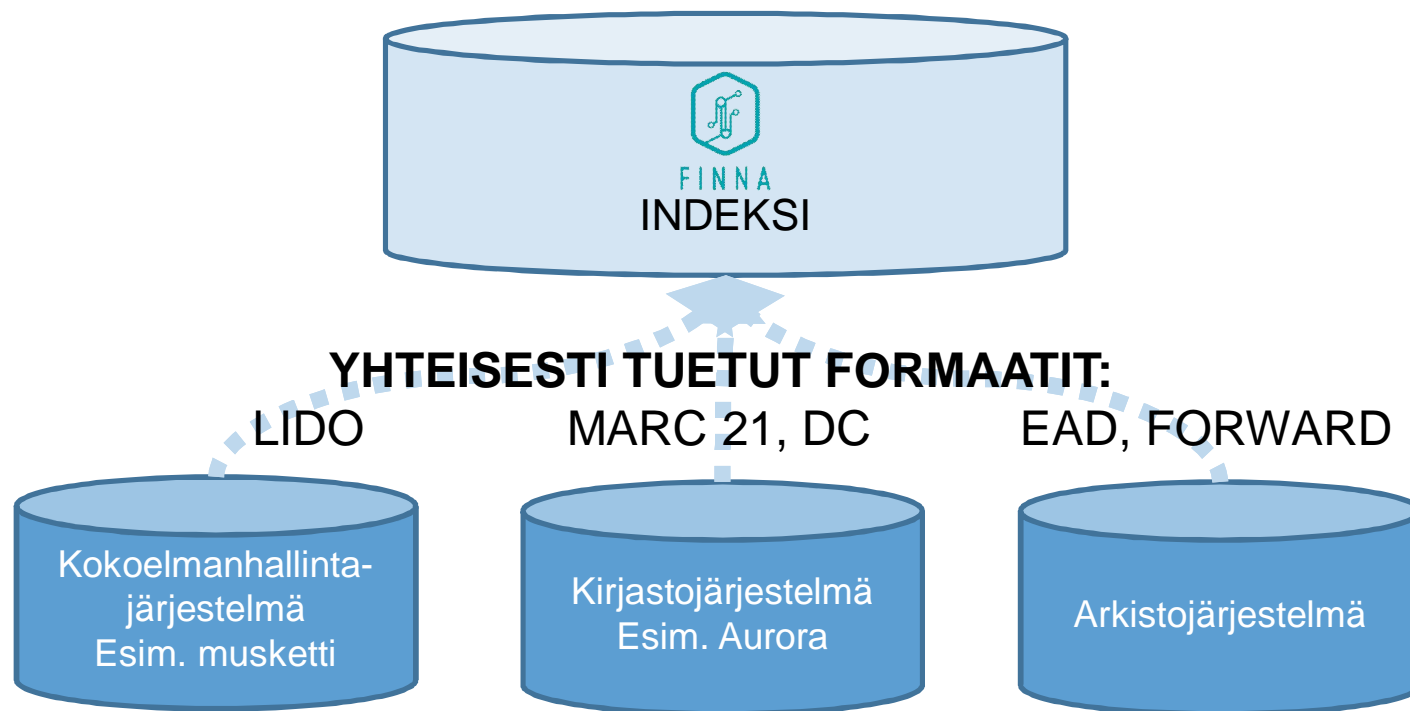 FINNA
INDEKSI
YHTEISESTI TUETUT FORMAATIT:
LIDO
MARC 21, DC
EAD, FORWARD
Kokoelmanhallinta-
järjestelmä
Esim. musketti
Kirjastojärjestelmä
Esim. Aurora
Arkistojärjestelmä